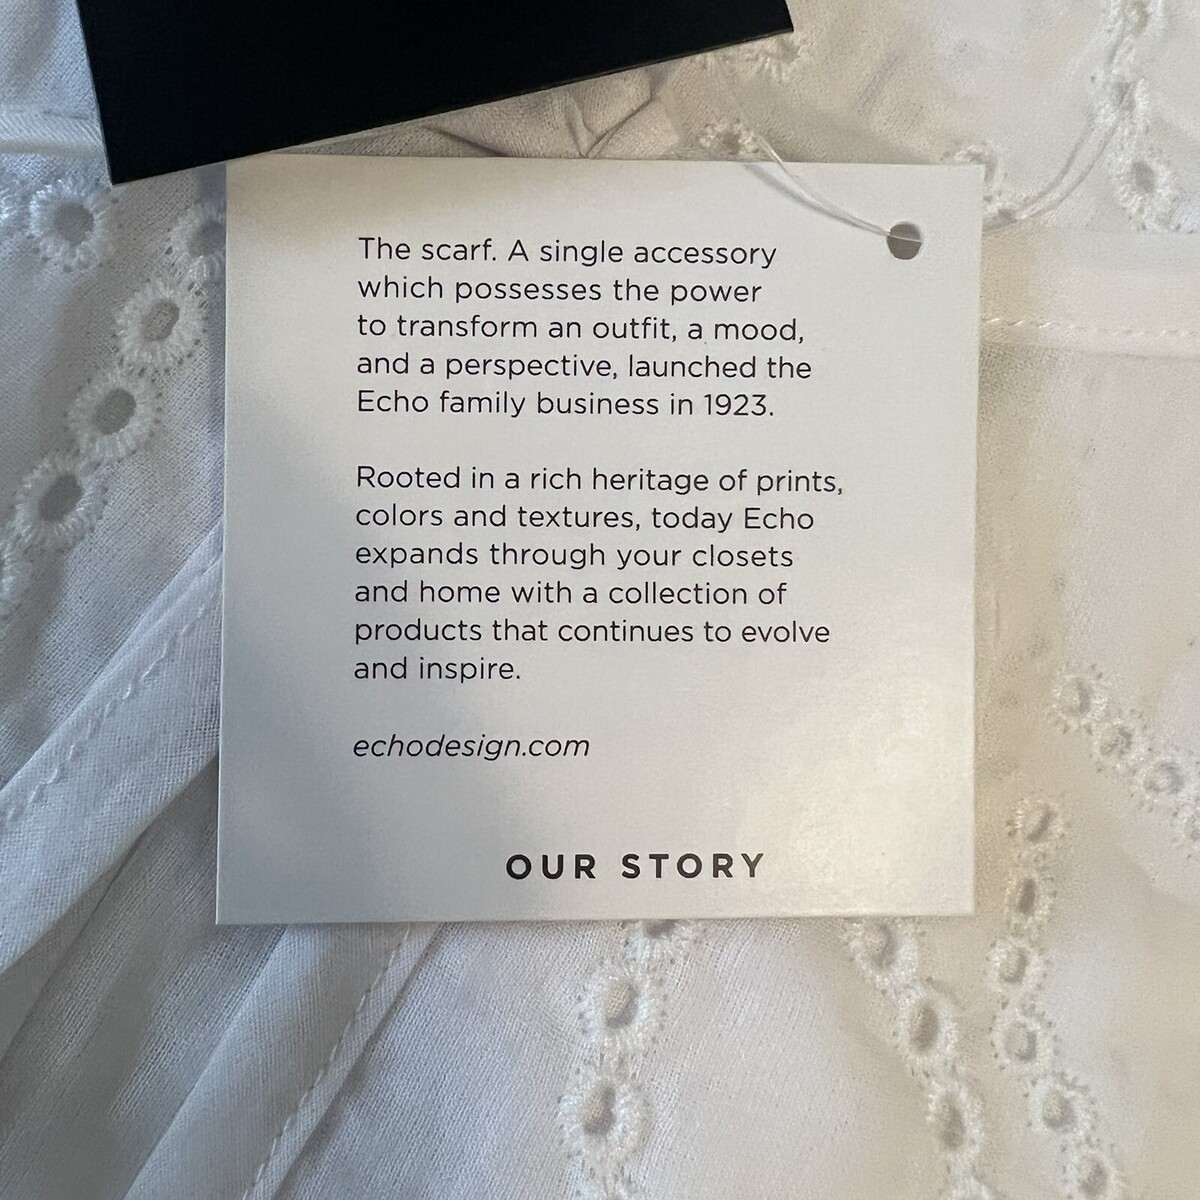 The scarf. A single accessory
which possesses the power
to transform an outfit, a mood,
and a perspective, launched the
Echo family business in 1923.
Rooted in a rich heritage of prints,
colors and textures, today Echo
expands through your closets
and home with a collection of
products that continues to evolve
and inspire.
echodesign.com
OUR STORY